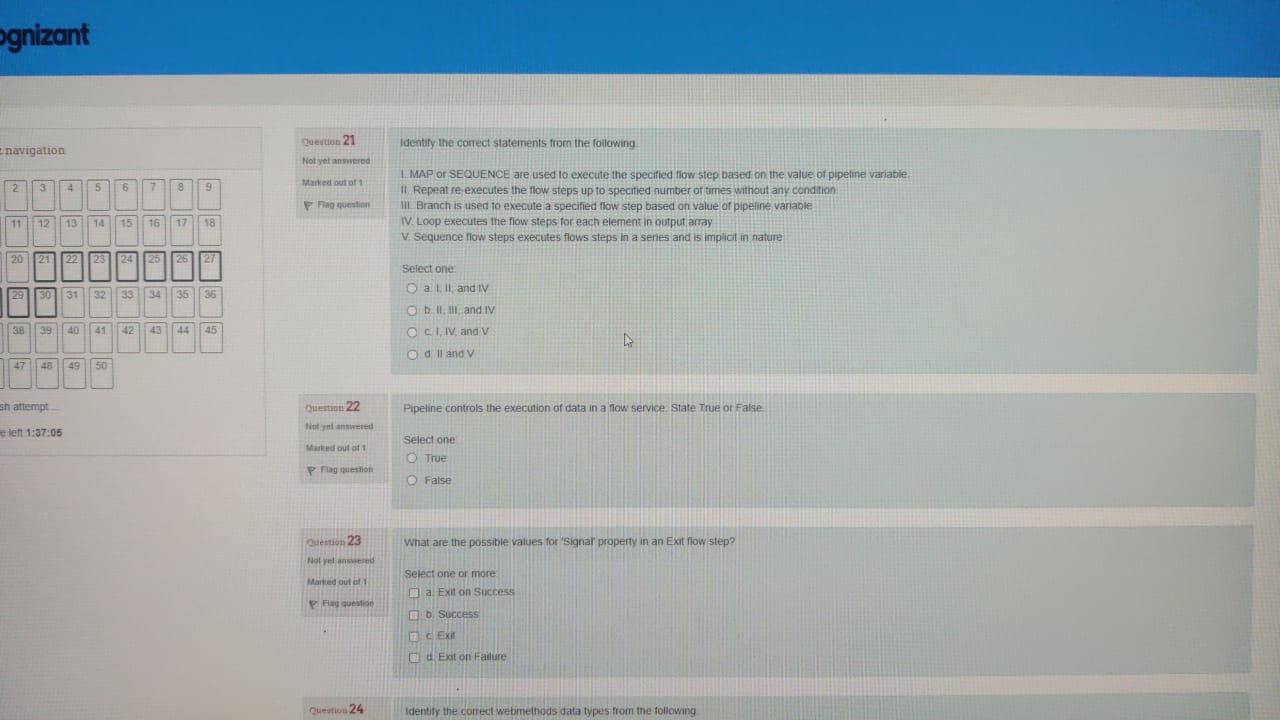 ognizant
navigation
2 3 4 5 6 7 8 9
11 12 13 14 15 16 17 18
20 21 22 23 24 25 26 27
29 30 31 32 33 34 35 36
38 39 40 41 42 43 44 45
47 48 49 50
sh attempt ...
e left 1:37:05
Question 21
Not yet answered
Marked out of 1
Flag question
Identify the correct statements from the following.
I. MAP or SEQUENCE are used to execute the specified flow step based on the value of pipeline variable.
II. Repeat re-executes the flow steps up to specified number of times without any condition
III. Branch is used to execute a specified flow step based on value of pipeline variable
IV. Loop executes the flow steps for each element in output array
V. Sequence flow steps executes flows steps in a series and is implicit in nature
Select one:
a. I, II, and IV
b. II, III, and IV
c. I, IV, and V
d. II and V
Question 22
Not yet answered
Marked out of 1
Flag question
Pipeline controls the execution of data in a flow service. State True or False.
Select one:
True
False
Question 23
Not yet answered
Marked out of 1
Flag question
What are the possible values for 'Signal' property in an Exit flow step?
Select one or more:
a. Exit on Success
b. Success
c. Exit
d. Exit on Failure
Question 24
Identify the correct webmethods data types from the following.